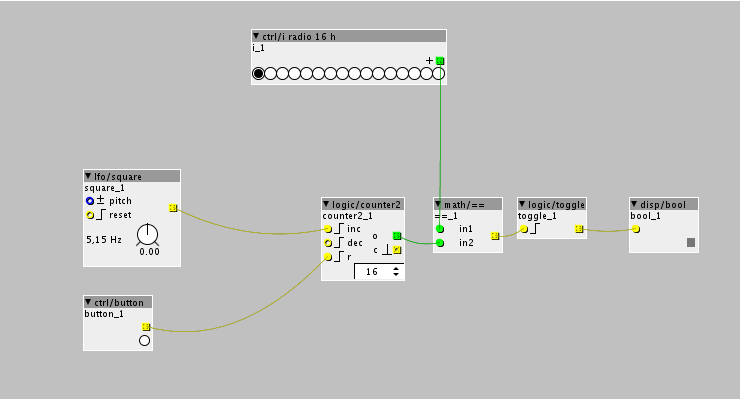 ctrl/i radio 16 h
i_1
+
lfo/square
square_1
± pitch
reset
5,15 Hz
0.00
logic/counter2
counter2_1
inc
o
dec
c
r
16
math/==
==_1
in1
in2
logic/toggle
toggle_1
disp/bool
bool_1
ctrl/button
button_1